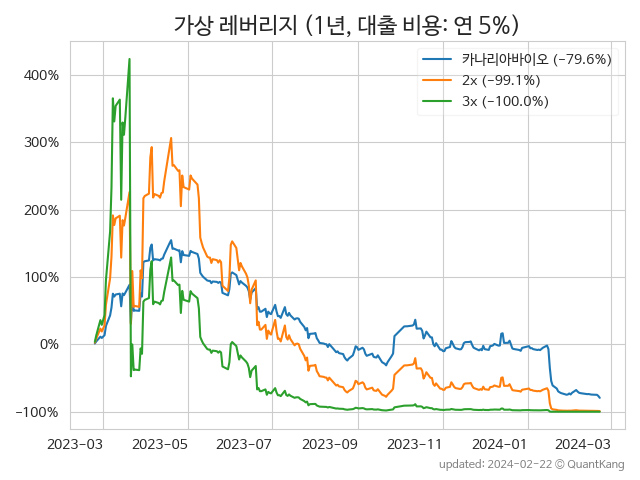 가상 레버리지 (1년, 대출 비용: 연 5%)
카나리아바이오 (−79.6%)
2x (−99.1%)
3x (−100.0%)
400%
300%
200%
100%
0%
−100%
2023-03 2023-05 2023-07 2023-09 2023-11 2024-01 2024-03
updated: 2024-02-22 © QuantKang